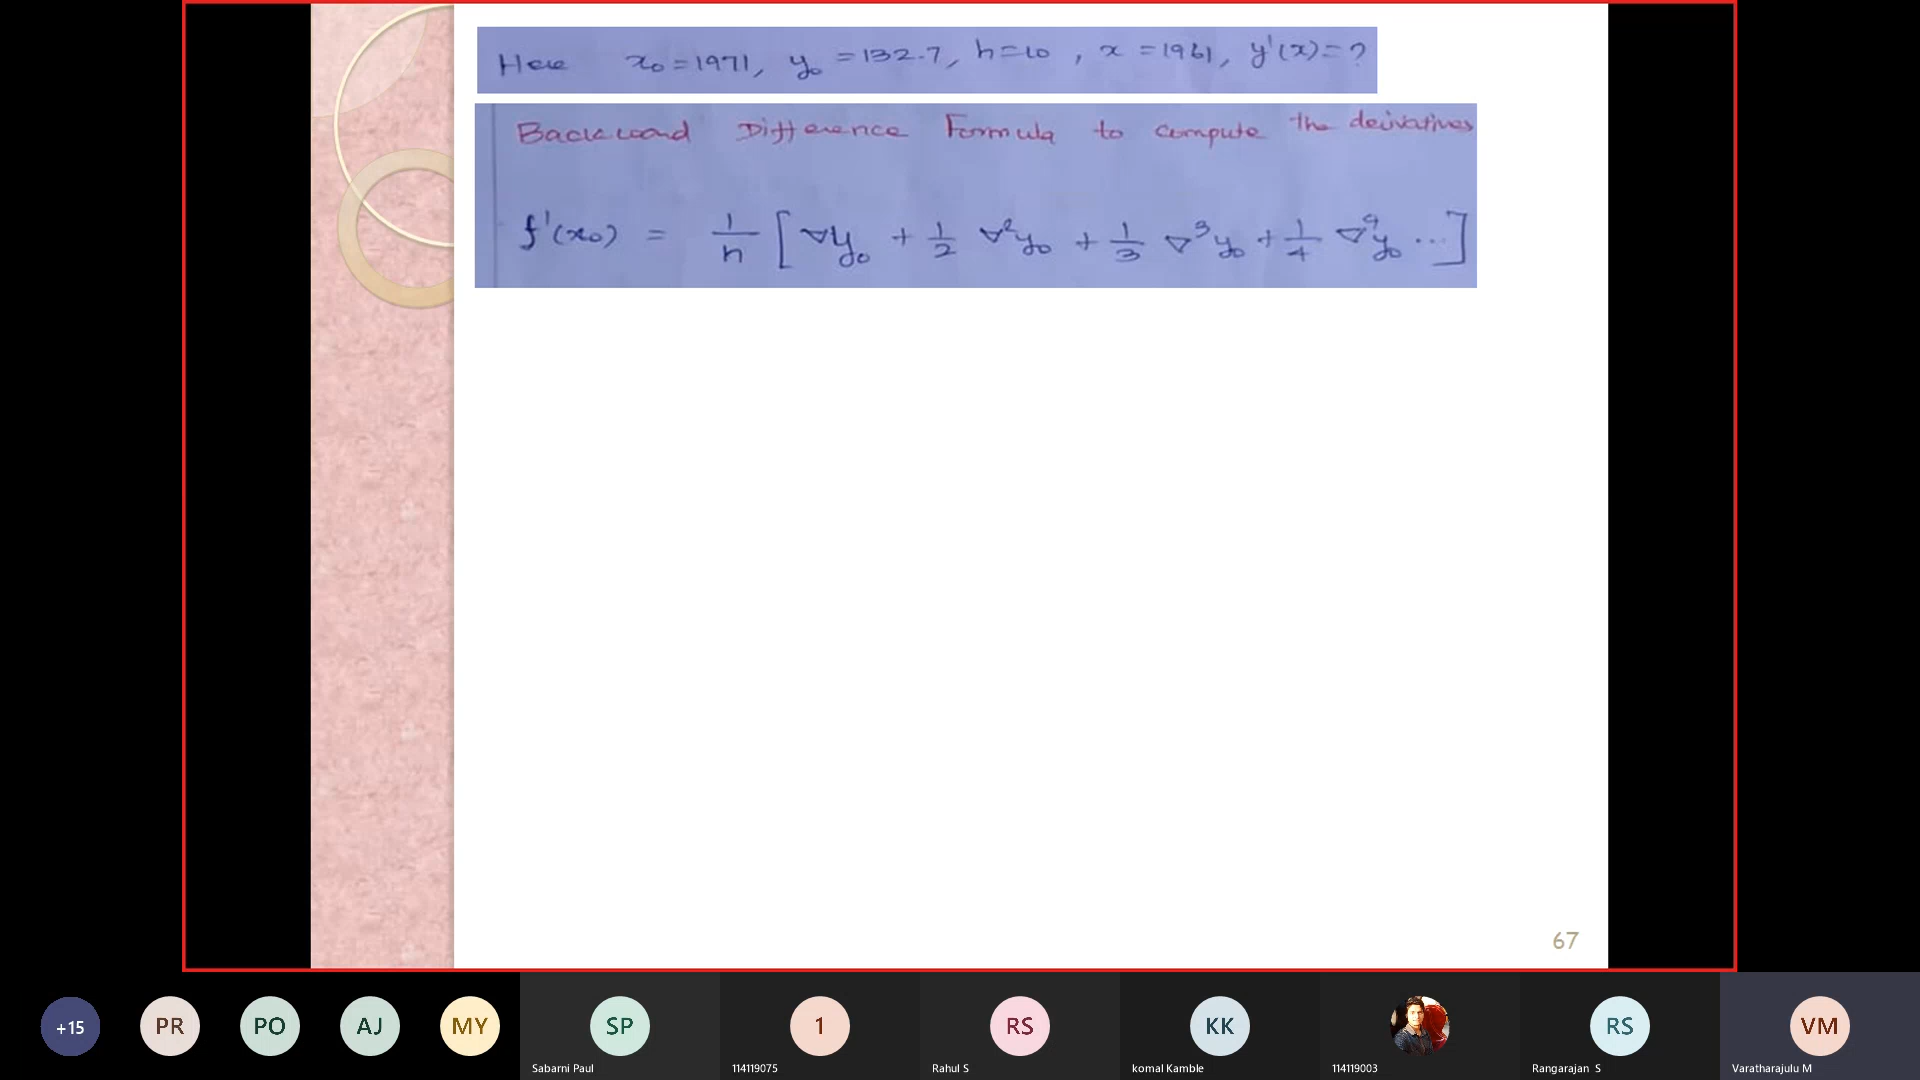 Here x₀ = 1971, y₀ = 132.7, h = 10, x = 1961, y'(x) = ?
Backward Difference Formula to compute the derivatives
f'(x₀) = 1/h [∇y₀ + 1/2 ∇²y₀ + 1/3 ∇³y₀ + 1/4 ∇⁴y₀ ...]
67
+15 PR PO AJ MY SP 1 RS KK RS VM
Sabarni Paul 114119075 Rahul S komal Kamble 114119003 Rangarajan S Varatharajulu M